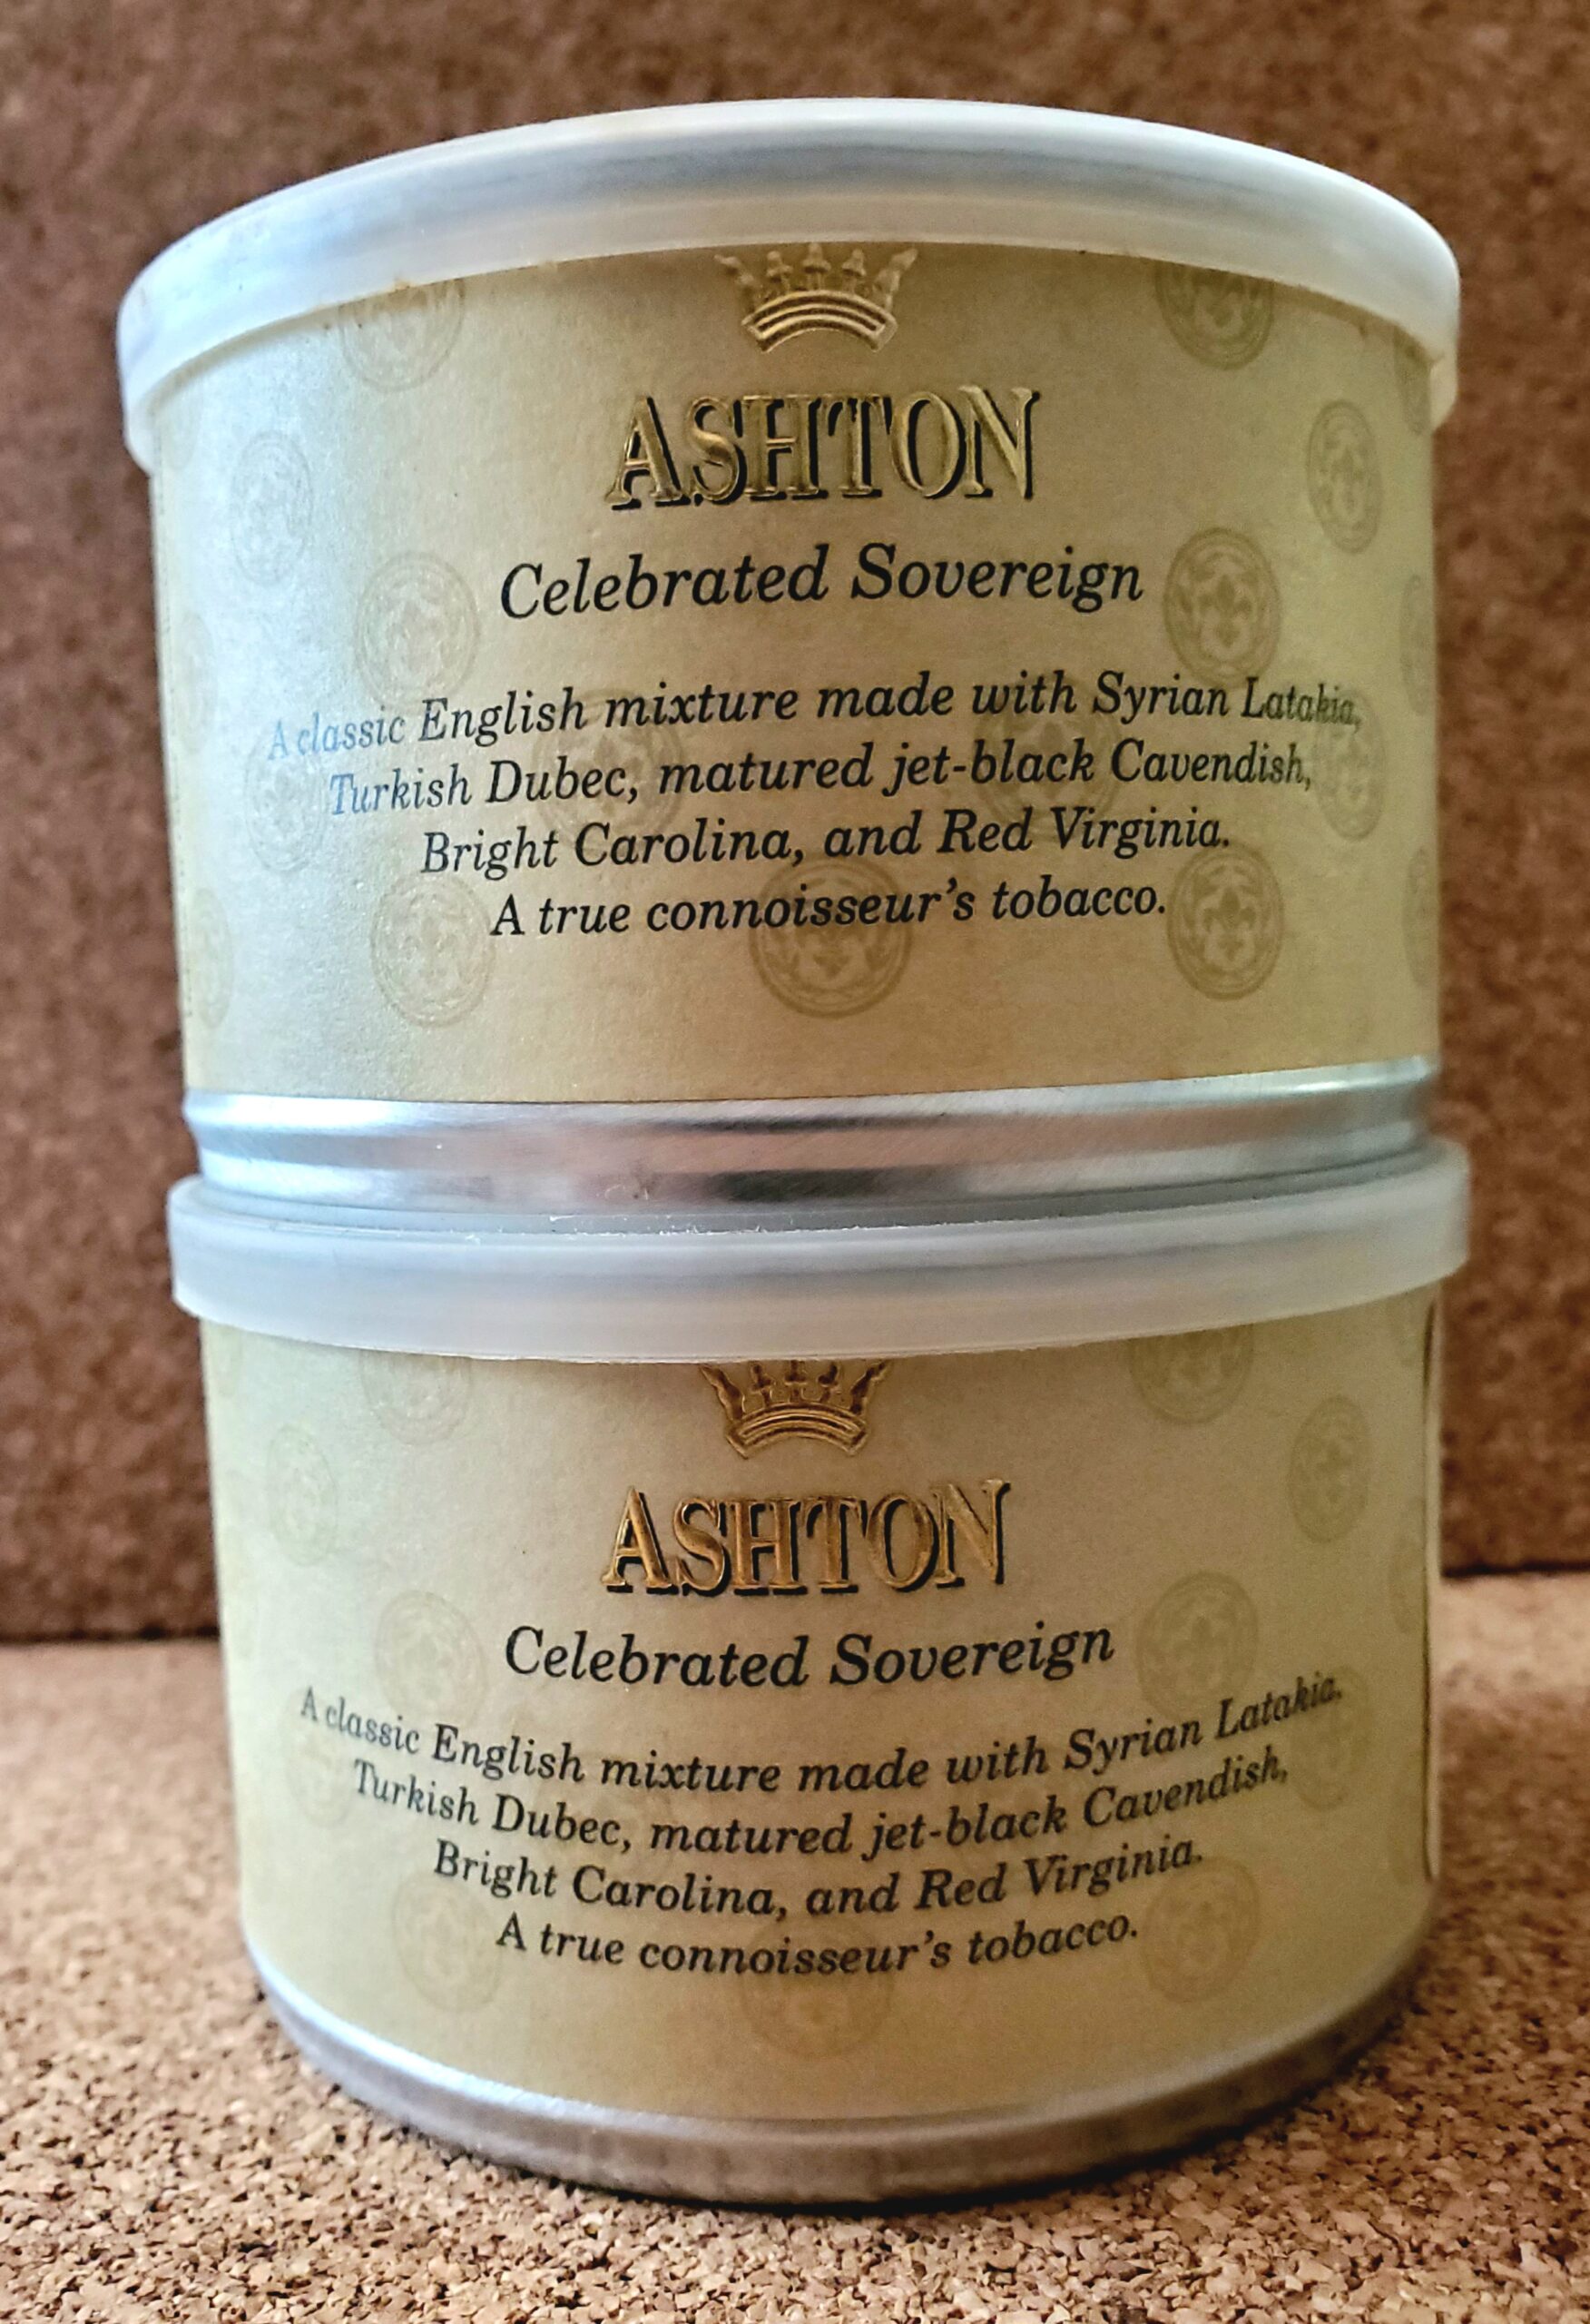 ASHTON
Celebrated Sovereign
A classic English mixture made with Syrian Latakia,
Turkish Dubec, matured jet-black Cavendish,
Bright Carolina, and Red Virginia.
A true connoisseur's tobacco.
ASHTON
Celebrated Sovereign
A classic English mixture made with Syrian Latakia,
Turkish Dubec, matured jet-black Cavendish,
Bright Carolina, and Red Virginia.
A true connoisseur's tobacco.